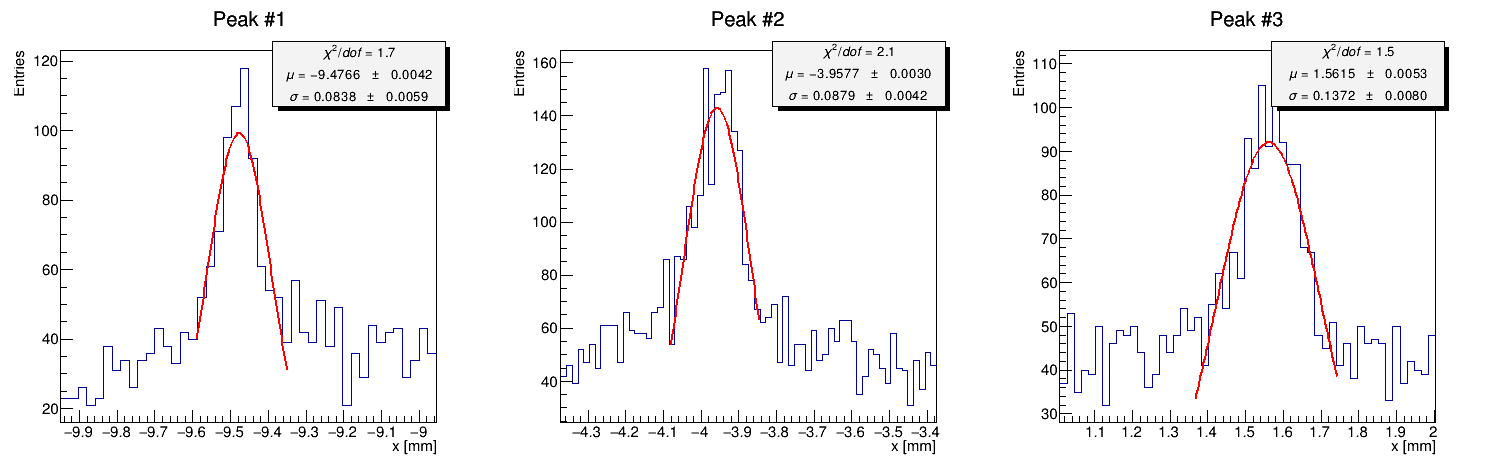 Peak #1
Entries
χ²/dof = 1.7
μ = −9.4766 ± 0.0042
σ = 0.0838 ± 0.0059
120
100
80
60
40
20
−9.9 −9.8 −9.7 −9.6 −9.5 −9.4 −9.3 −9.2 −9.1 −9
x [mm]
Peak #2
Entries
χ²/dof = 2.1
μ = −3.9577 ± 0.0030
σ = 0.0879 ± 0.0042
160
140
120
100
80
60
40
−4.3 −4.2 −4.1 −4 −3.9 −3.8 −3.7 −3.6 −3.5 −3.4
x [mm]
Peak #3
Entries
χ²/dof = 1.5
μ = 1.5615 ± 0.0053
σ = 0.1372 ± 0.0080
110
100
90
80
70
60
50
40
30
1.1 1.2 1.3 1.4 1.5 1.6 1.7 1.8 1.9 2
x [mm]